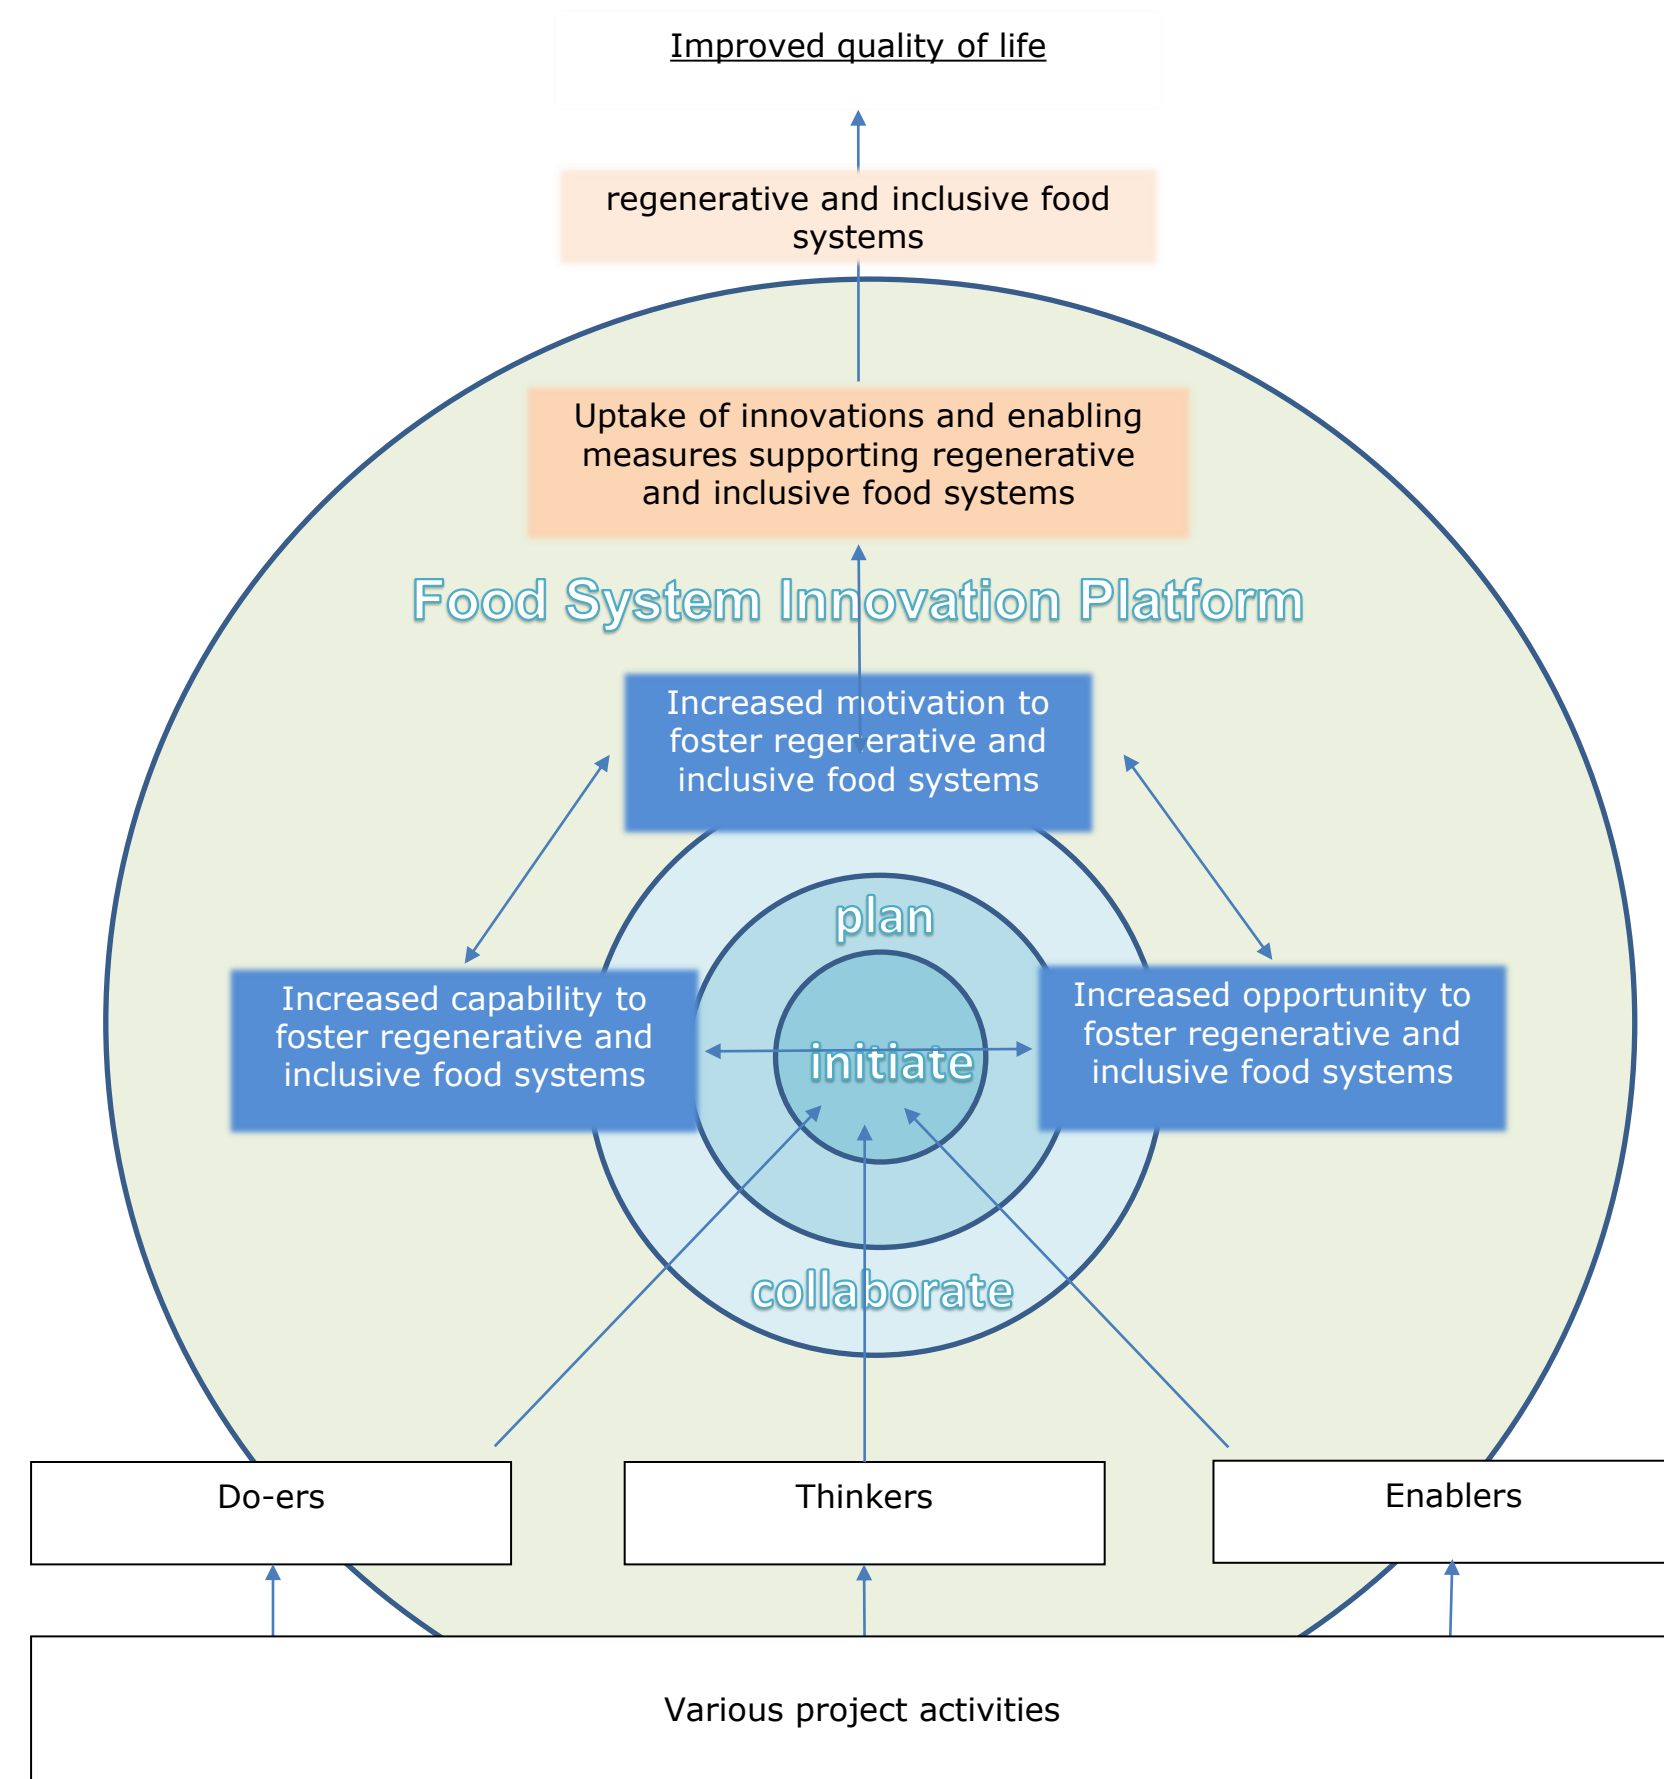 Improved quality of life
regenerative and inclusive food
systems
Uptake of innovations and enabling
measures supporting regenerative
and inclusive food systems
Food System Innovation Platform
Increased motivation to
foster regenerative and
inclusive food systems
plan
Increased capability to
foster regenerative and
inclusive food systems
initiate
Increased opportunity to
foster regenerative and
inclusive food systems
collaborate
Do-ers
Thinkers
Enablers
Various project activities